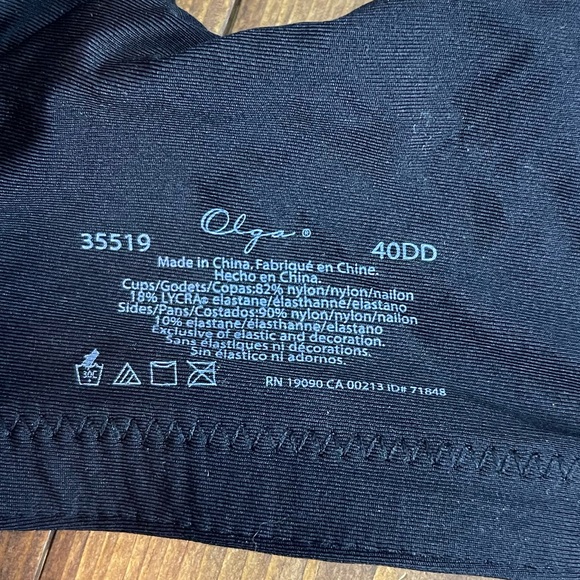 Olga®
35519 40DD
Made in China. Fabriqué en Chine.
Hecho en China.
Cups/Godets/Copas:82% nylon/nylon/nailon
18% LYCRA® elastane/élasthanne/elastano
Sides/Pans/Costados:90% nylon/nylon/nailon
10% elastane/élasthanne/elastano
Exclusive of elastic and decoration.
Sans élastiques ni décorations.
Sin elástico ni adornos.
30C
RN 19090 CA 00213 ID# 71848